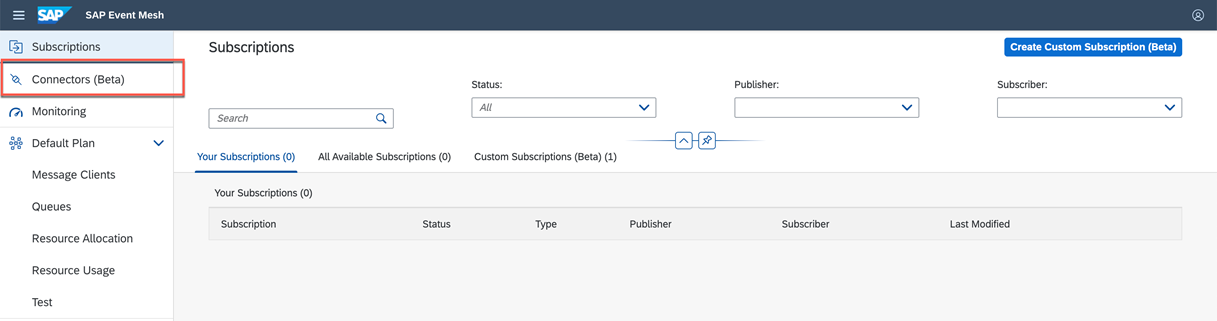 SAP SAP Event Mesh
Subscriptions
Connectors (Beta)
Monitoring
Default Plan
Message Clients
Queues
Resource Allocation
Resource Usage
Test
Subscriptions
Create Custom Subscription (Beta)
Search
Status:
All
Publisher:
Subscriber:
Your Subscriptions (0) All Available Subscriptions (0) Custom Subscriptions (Beta) (1)
Your Subscriptions (0)
Subscription Status Type Publisher Subscriber Last Modified